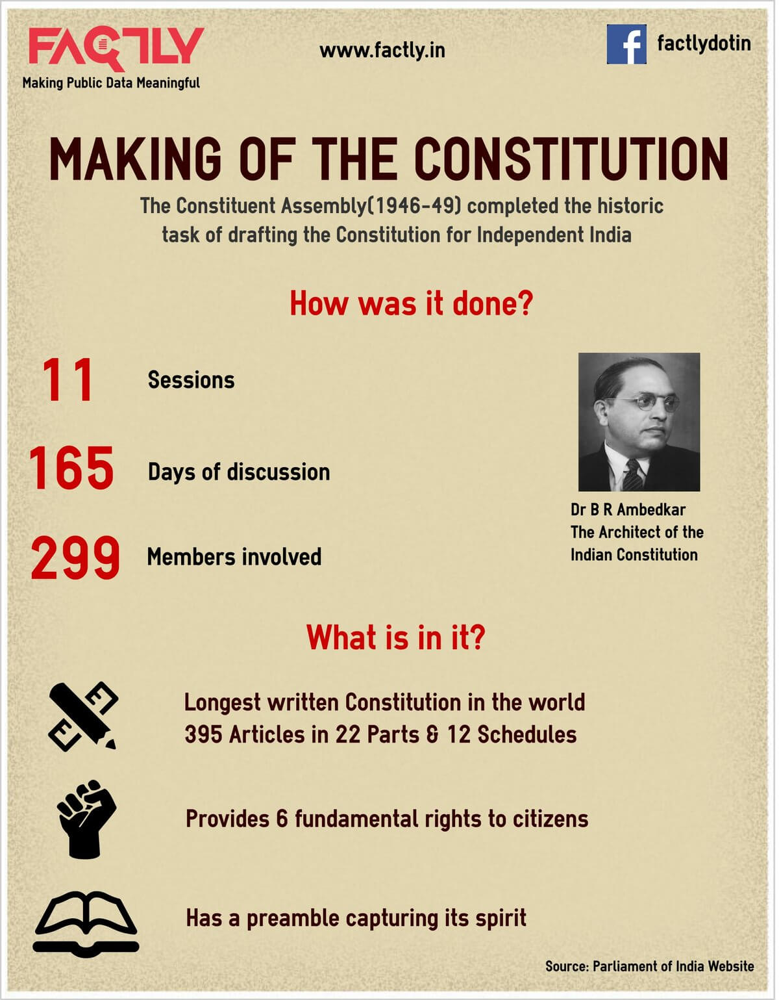 FACTLY
Making Public Data Meaningful
www.factly.in
f
factlydotin
MAKING OF THE CONSTITUTION
The Constituent Assembly(1946-49) completed the historic
task of drafting the Constitution for Independent India
How was it done?
11 Sessions
165 Days of discussion
299 Members involved
Dr B R Ambedkar
The Architect of the
Indian Constitution
What is in it?
Longest written Constitution in the world
395 Articles in 22 Parts & 12 Schedules
Provides 6 fundamental rights to citizens
Has a preamble capturing its spirit
Source: Parliament of India Website